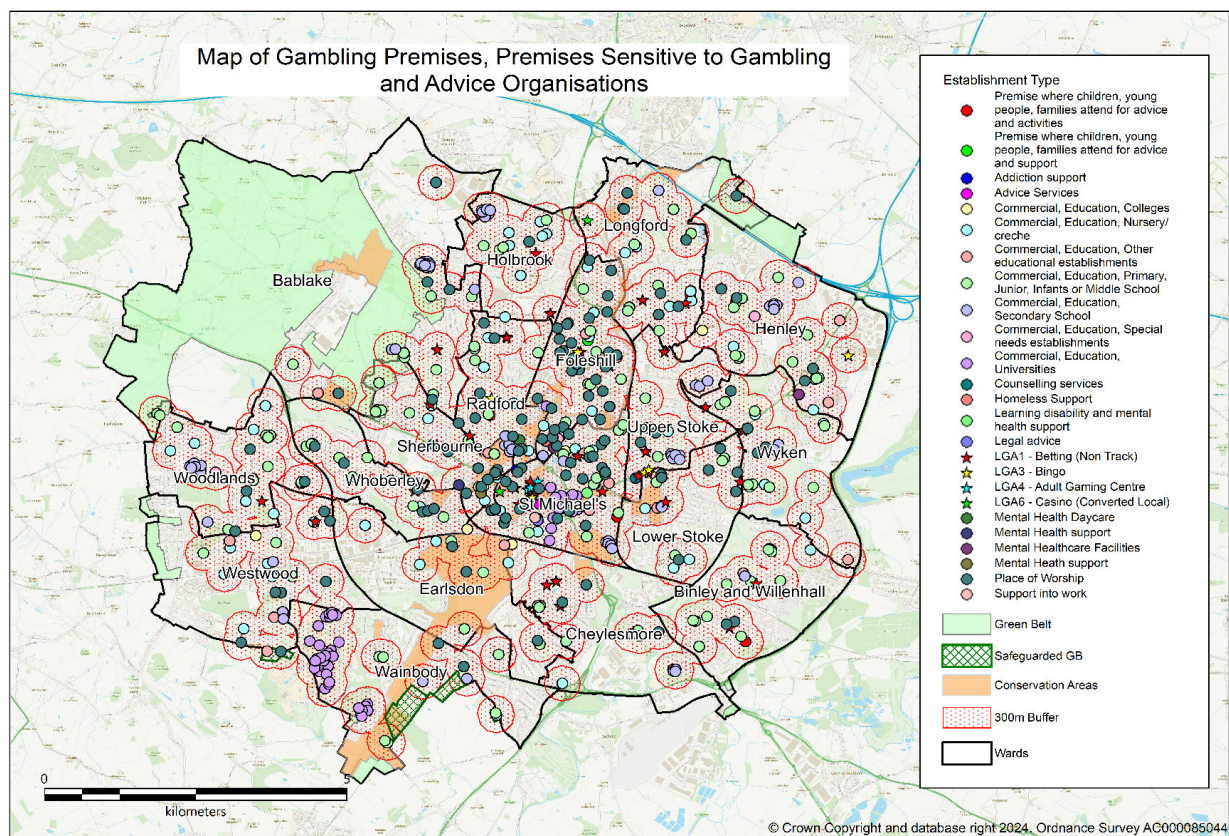 Map of Gambling Premises, Premises Sensitive to Gambling
and Advice Organisations
Establishment Type
Premise where children, young
people, families attend for advice
and activities
Premise where children, young
people, families attend for advice
and support
Addiction support
Advice Services
Commercial, Education, Colleges
Commercial, Education, Nursery/
creche
Commercial, Education, Other
educational establishments
Commercial, Education, Primary,
Junior, Infants or Middle School
Commercial, Education,
Secondary School
Commercial, Education, Special
needs establishments
Commercial, Education,
Universities
Counselling services
Homeless Support
Learning disability and mental
health support
Legal advice
LGA1 - Betting (Non Track)
LGA3 - Bingo
LGA4 - Adult Gaming Centre
LGA6 - Casino (Converted Local)
Mental Health Daycare
Mental Health support
Mental Healthcare Facilities
Mental Heath support
Place of Worship
Support into work
Green Belt
Safeguarded GB
Conservation Areas
300m Buffer
Wards
Longford
Holbrook
Bablake
Henley
Foleshill
Radford
Upper Stoke
Sherbourne
Wyken
Woodlands
Whoberley
St Michael's
Lower Stoke
Westwood
Earlsdon
Binley and Willenhall
Cheylesmore
Wainbody
0
5
kilometers
© Crown Copyright and database right 2024. Ordnance Survey AC000085044